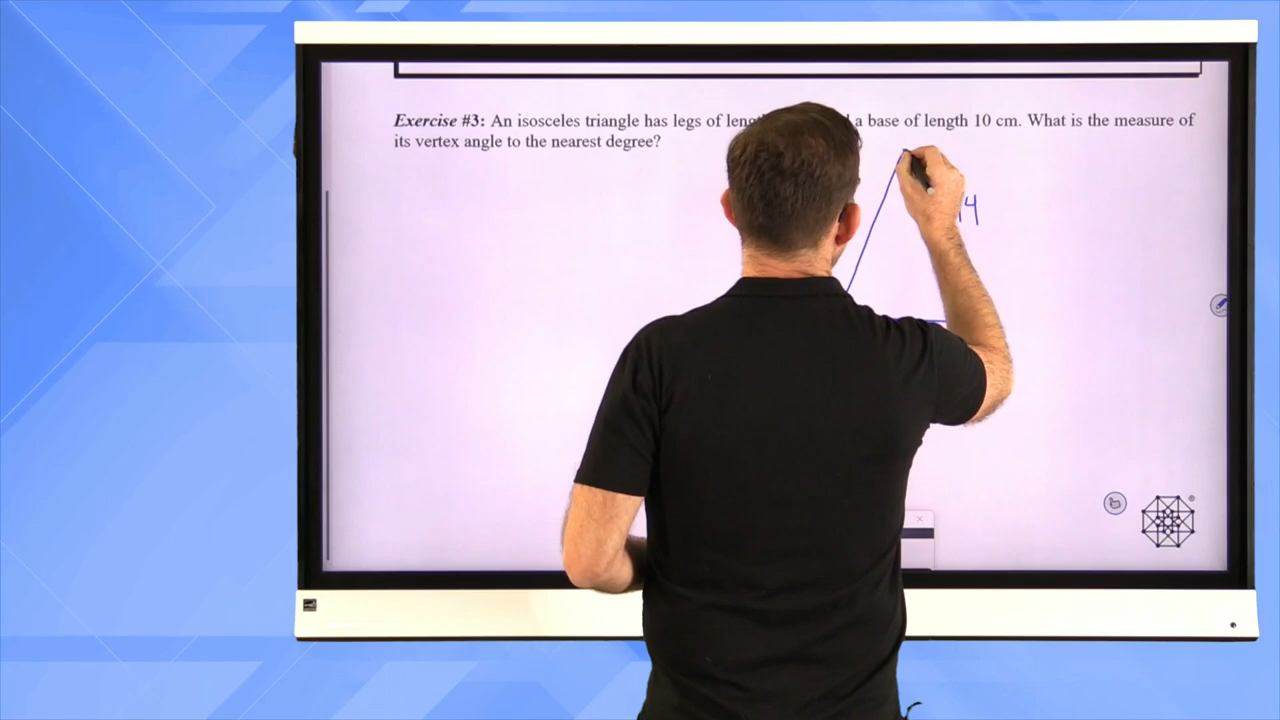 Exercise #3: An isosceles triangle has legs of a base of length 10 cm. What is the measure of
its vertex angle to the nearest degree?
14